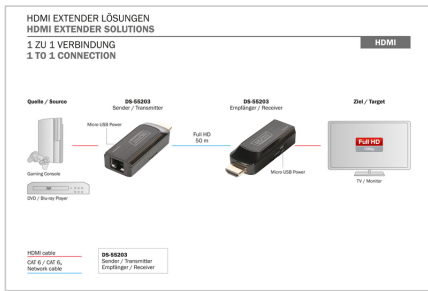 HDMI EXTENDER LÖSUNGEN
HDMI EXTENDER SOLUTIONS
1 ZU 1 VERBINDUNG
1 TO 1 CONNECTION
HDMI
Quelle / Source
DS-55203
Sender / Transmitter
DS-55203
Empfänger / Receiver
Ziel / Target
Micro USB Power
Full HD
50 m
Full HD
1080p
Gaming Console
Micro USB Power
TV / Monitor
DVD / Blu-ray Player
HDMI cable
CAT 6 / CAT 6A
Network cable
DS-55203
Sender / Transmitter
Empfänger / Receiver